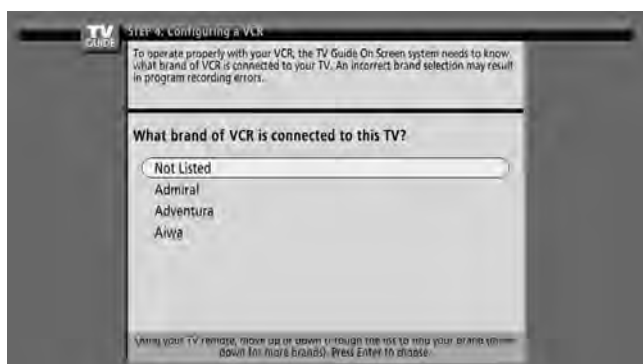 TV
GUIDE
STEP 4: Configuring a VCR
To operate properly with your VCR, the TV Guide On Screen system needs to know
what brand of VCR is connected to your TV. An incorrect brand selection may result
in program recording errors.
What brand of VCR is connected to this TV?
Not Listed
Admiral
Adventura
Aiwa
Using your TV remote, move up or down through the list to find your brand (move
down for more brands). Press Enter to choose.